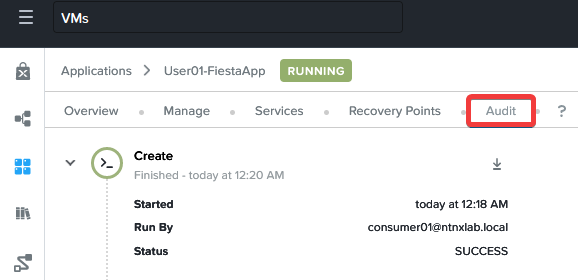 VMs
Applications > User01-FiestaApp RUNNING
Overview Manage Services Recovery Points Audit ?
Create
Finished - today at 12:20 AM
Started today at 12:18 AM
Run By consumer01@ntnxlab.local
Status SUCCESS